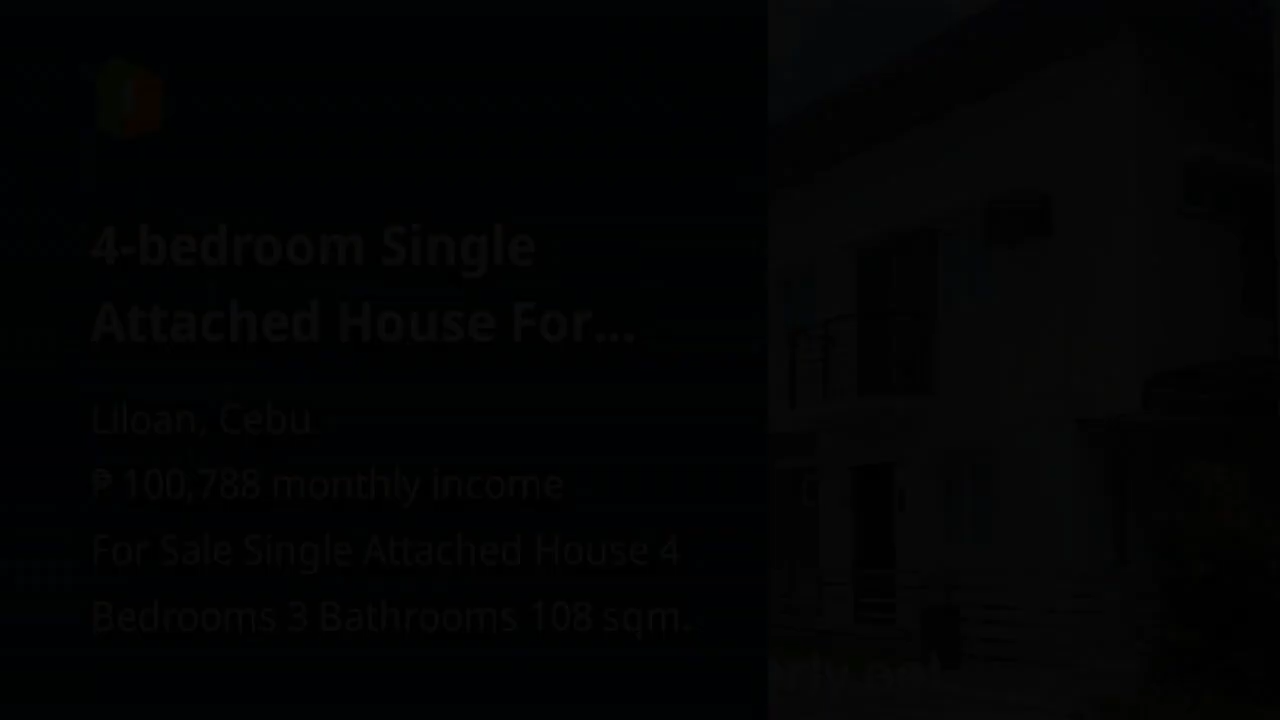 4-bedroom Single
Attached House For...
Liloan, Cebu
₱ 100,788 monthly income
For Sale Single Attached House 4
Bedrooms 3 Bathrooms 108 sqm.